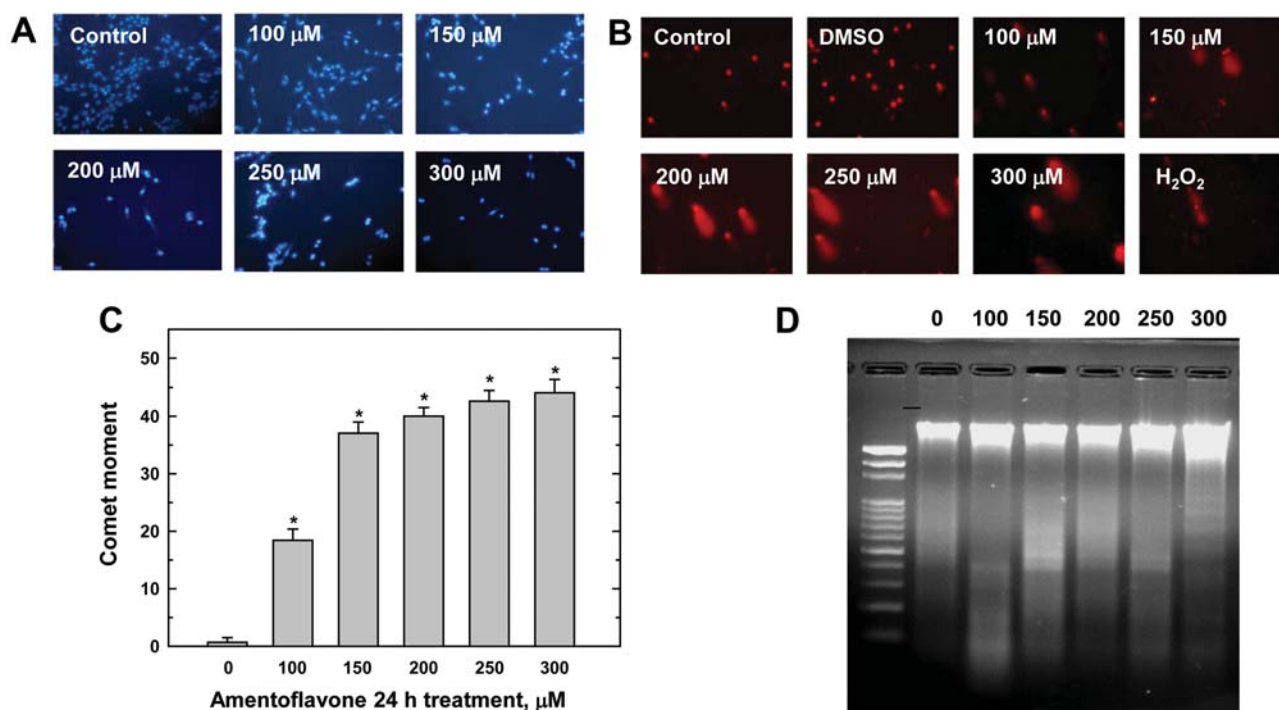 A
Control
100 μM
150 μM
200 μM
250 μM
300 μM
B
Control
DMSO
100 μM
150 μM
200 μM
250 μM
300 μM
H₂O₂
C
Comet moment
50
40
30
20
10
0
* * * * *
0 100 150 200 250 300
Amentoflavone 24 h treatment, μM
D
0 100 150 200 250 300